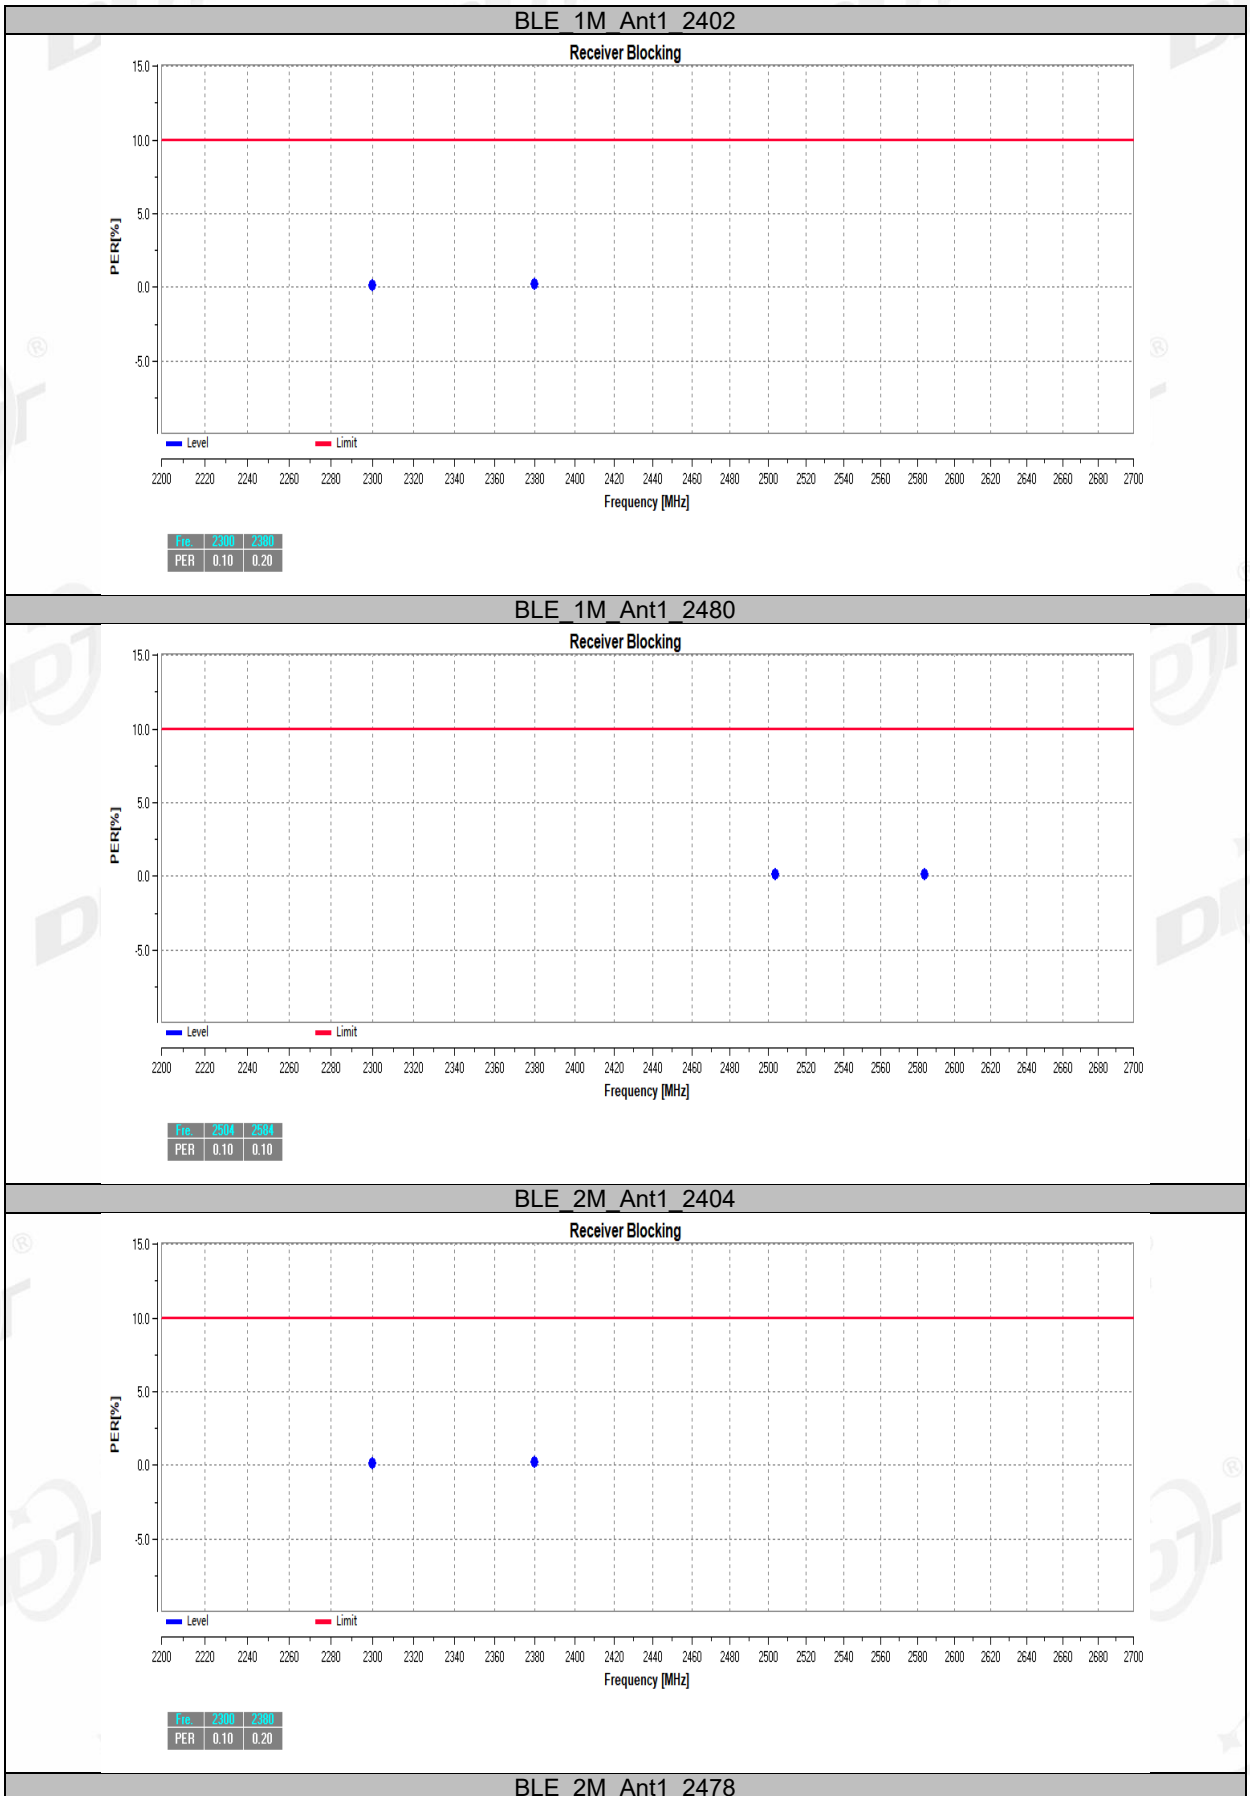 BLE_1M_Ant1_2402
Receiver Blocking
15.0
10.0
5.0
0.0
-5.0
PER[%]
Level Limit
2200 2220 2240 2260 2280 2300 2320 2340 2360 2380 2400 2420 2440 2460 2480 2500 2520 2540 2560 2580 2600 2620 2640 2660 2680 2700
Frequency [MHz]
Fre. 2300 2380
PER 0.10 0.20
BLE_1M_Ant1_2480
Receiver Blocking
15.0
10.0
5.0
0.0
-5.0
PER[%]
Level Limit
2200 2220 2240 2260 2280 2300 2320 2340 2360 2380 2400 2420 2440 2460 2480 2500 2520 2540 2560 2580 2600 2620 2640 2660 2680 2700
Frequency [MHz]
Fre. 2504 2584
PER 0.10 0.10
BLE_2M_Ant1_2404
Receiver Blocking
15.0
10.0
5.0
0.0
-5.0
PER[%]
Level Limit
2200 2220 2240 2260 2280 2300 2320 2340 2360 2380 2400 2420 2440 2460 2480 2500 2520 2540 2560 2580 2600 2620 2640 2660 2680 2700
Frequency [MHz]
Fre. 2300 2380
PER 0.10 0.20
BLE_2M_Ant1_2478